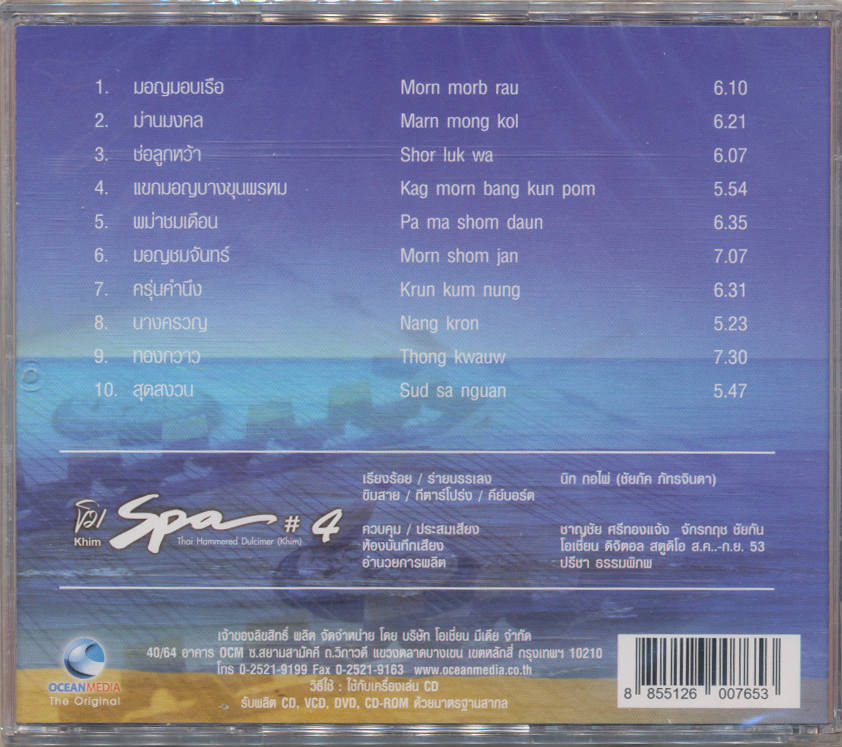 1. มอญมอบเรือ Morn morb rau 6.10
2. ม่านมงคล Marn mong kol 6.21
3. ช่อลูกหว้า Shor luk wa 6.07
4. แขกมอญบางขุนพรหม Kag morn bang kun pom 5.54
5. พม่าชมเดือน Pa ma shom daun 6.35
6. มอญชมจันทร์ Morn shom jan 7.07
7. ครุ่นคำนึง Krun kum nung 6.31
8. นางครวญ Nang kron 5.23
9. ทองกวาว Thong kwauw 7.30
10. สุดสงวน Sud sa nguan 5.47
เรียงร้อย / ร่ายบรรเลง นิก กอไผ่ (ชัยภัค ภัทรจินดา)
ขิมสาย / กีตาร์โปร่ง / คีย์บอร์ด
Khim Spa # 4
Thai Hammered Dulcimer (Khim)
ควบคุม / ประสมเสียง ชาญชัย ศรีทองแจ้ง จักรกฤช ชัยกัน
ห้องบันทึกเสียง โอเชี่ยน ดิจิตอล สตูดิโอ ส.ค..-ก.ย. 53
อำนวยการผลิต ปรีชา ธรรมพิภพ
เจ้าของลิขสิทธิ์ ผลิต จัดจำหน่าย โดย บริษัท โอเชี่ยน มีเดีย จำกัด
40/64 อาคาร OCM ซ.สยามสามัคคี ถ.วิภาวดี แขวงตลาดบางเขน เขตหลักสี่ กรุงเทพฯ 10210
โทร 0-2521-9199 Fax 0-2521-9163 www.oceanmedia.co.th
วิธีใช้ : ใช้กับเครื่องเล่น CD
รับผลิต CD, VCD, DVD, CD-ROM ด้วยมาตรฐานสากล
OCEANMEDIA
The Original
8 855126 007653